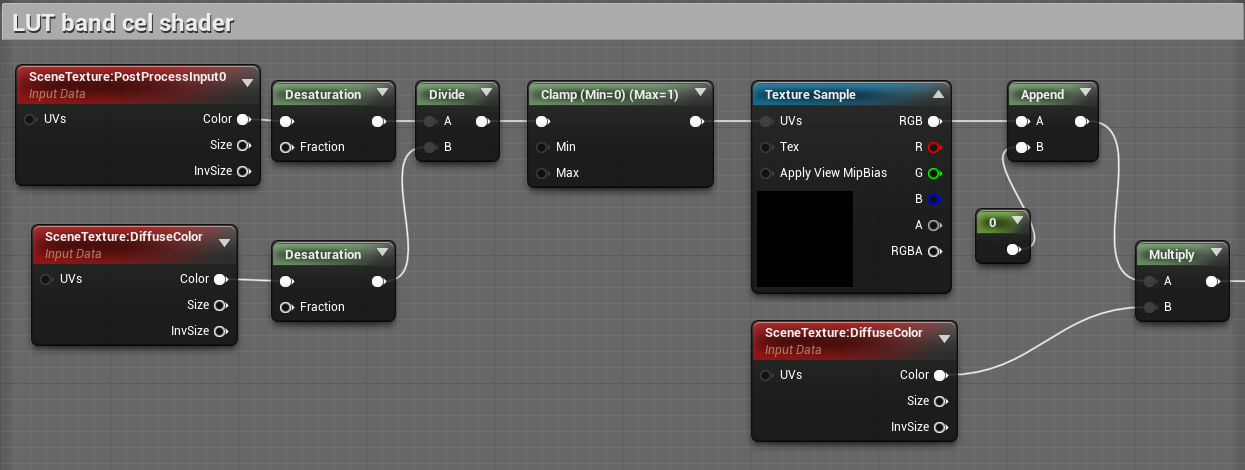 LUT band cel shader
SceneTexture:PostProcessInput0
Input Data
UVs
Color
Size
InvSize
Desaturation
Fraction
Divide
A
B
Clamp (Min=0) (Max=1)
Min
Max
Texture Sample
UVs
RGB
Tex
R
Apply View MipBias
G
B
A
RGBA
Append
A
B
0
SceneTexture:DiffuseColor
Input Data
UVs
Color
Size
InvSize
Desaturation
Fraction
Multiply
A
B
SceneTexture:DiffuseColor
Input Data
UVs
Color
Size
InvSize